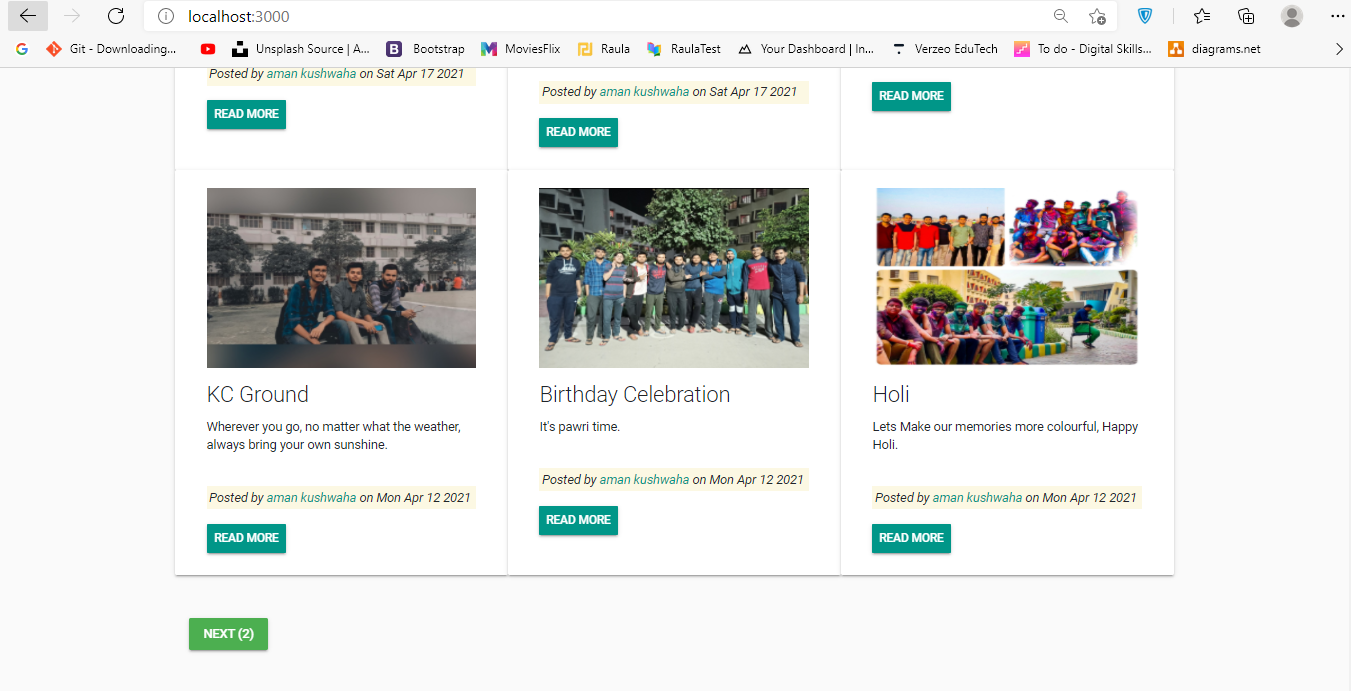 localhost:3000
Git - Downloading...
Unsplash Source | A...
Bootstrap
MoviesFlix
Raula
RaulaTest
Your Dashboard | In...
Verzeo EduTech
To do - Digital Skills...
diagrams.net
Posted by aman kushwaha on Sat Apr 17 2021
READ MORE
Posted by aman kushwaha on Sat Apr 17 2021
READ MORE
READ MORE
KC Ground
Wherever you go, no matter what the weather,
always bring your own sunshine.
Posted by aman kushwaha on Mon Apr 12 2021
READ MORE
Birthday Celebration
It's pawri time.
Posted by aman kushwaha on Mon Apr 12 2021
READ MORE
Holi
Lets Make our memories more colourful, Happy
Holi.
Posted by aman kushwaha on Mon Apr 12 2021
READ MORE
NEXT (2)